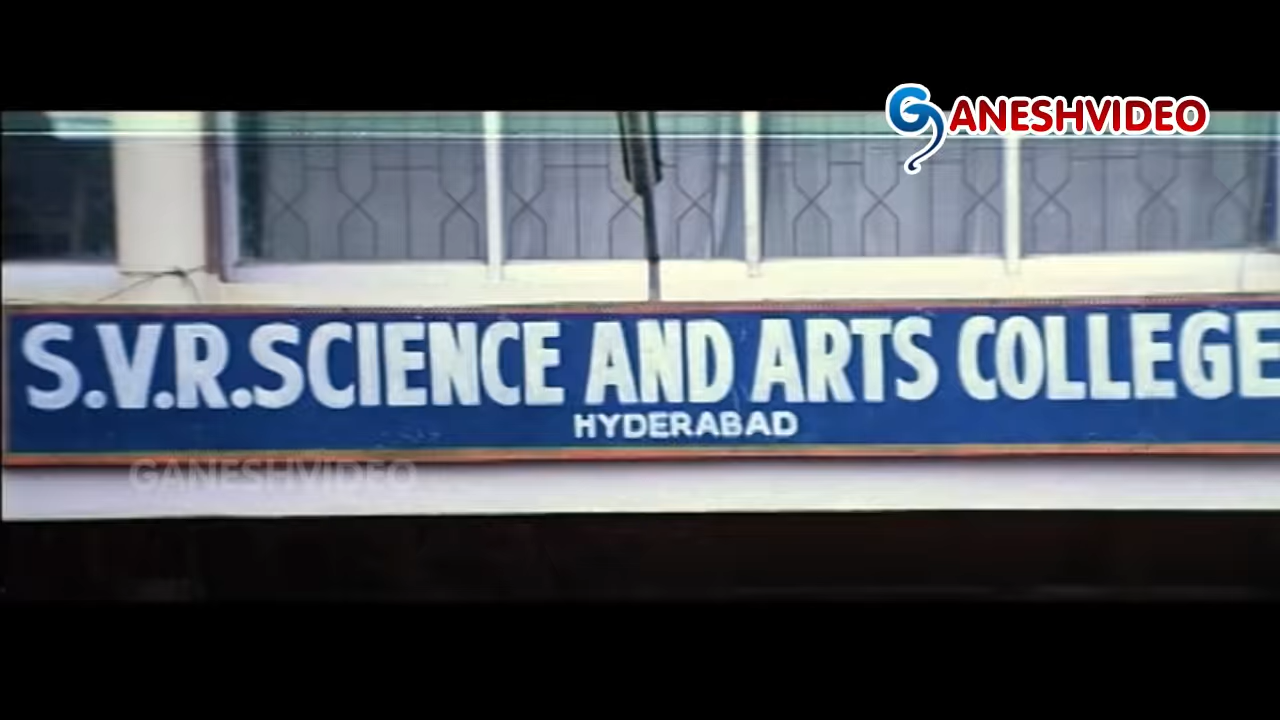 GANESHVIDEO
S.V.R.SCIENCE AND ARTS COLLEGE
HYDERABAD
GANESHVIDEO